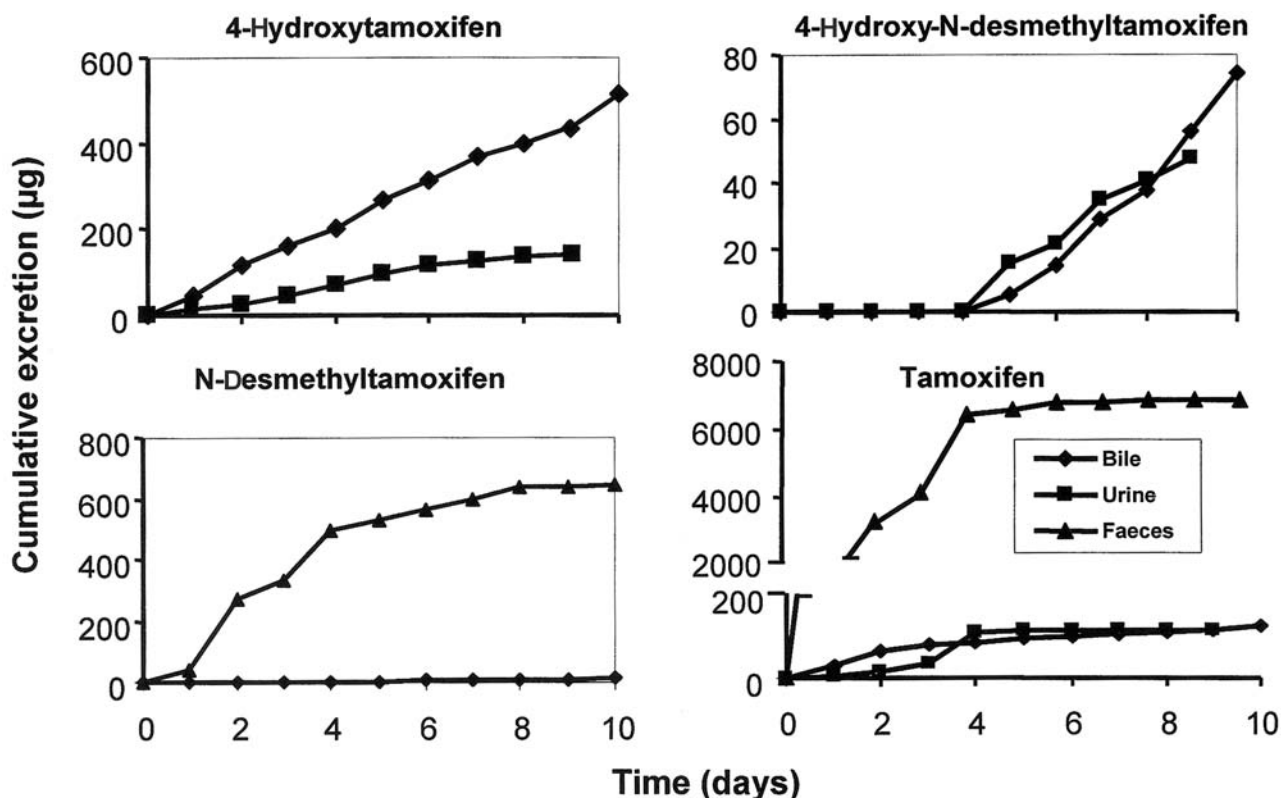 4-Hydroxytamoxifen
600
400
200
0
4-Hydroxy-N-desmethyltamoxifen
80
60
40
20
0
Cumulative excretion (µg)
N-Desmethyltamoxifen
800
600
400
200
0
0 2 4 6 8 10
Tamoxifen
8000
6000
4000
2000
200
0
Bile
Urine
Faeces
0 2 4 6 8 10
Time (days)